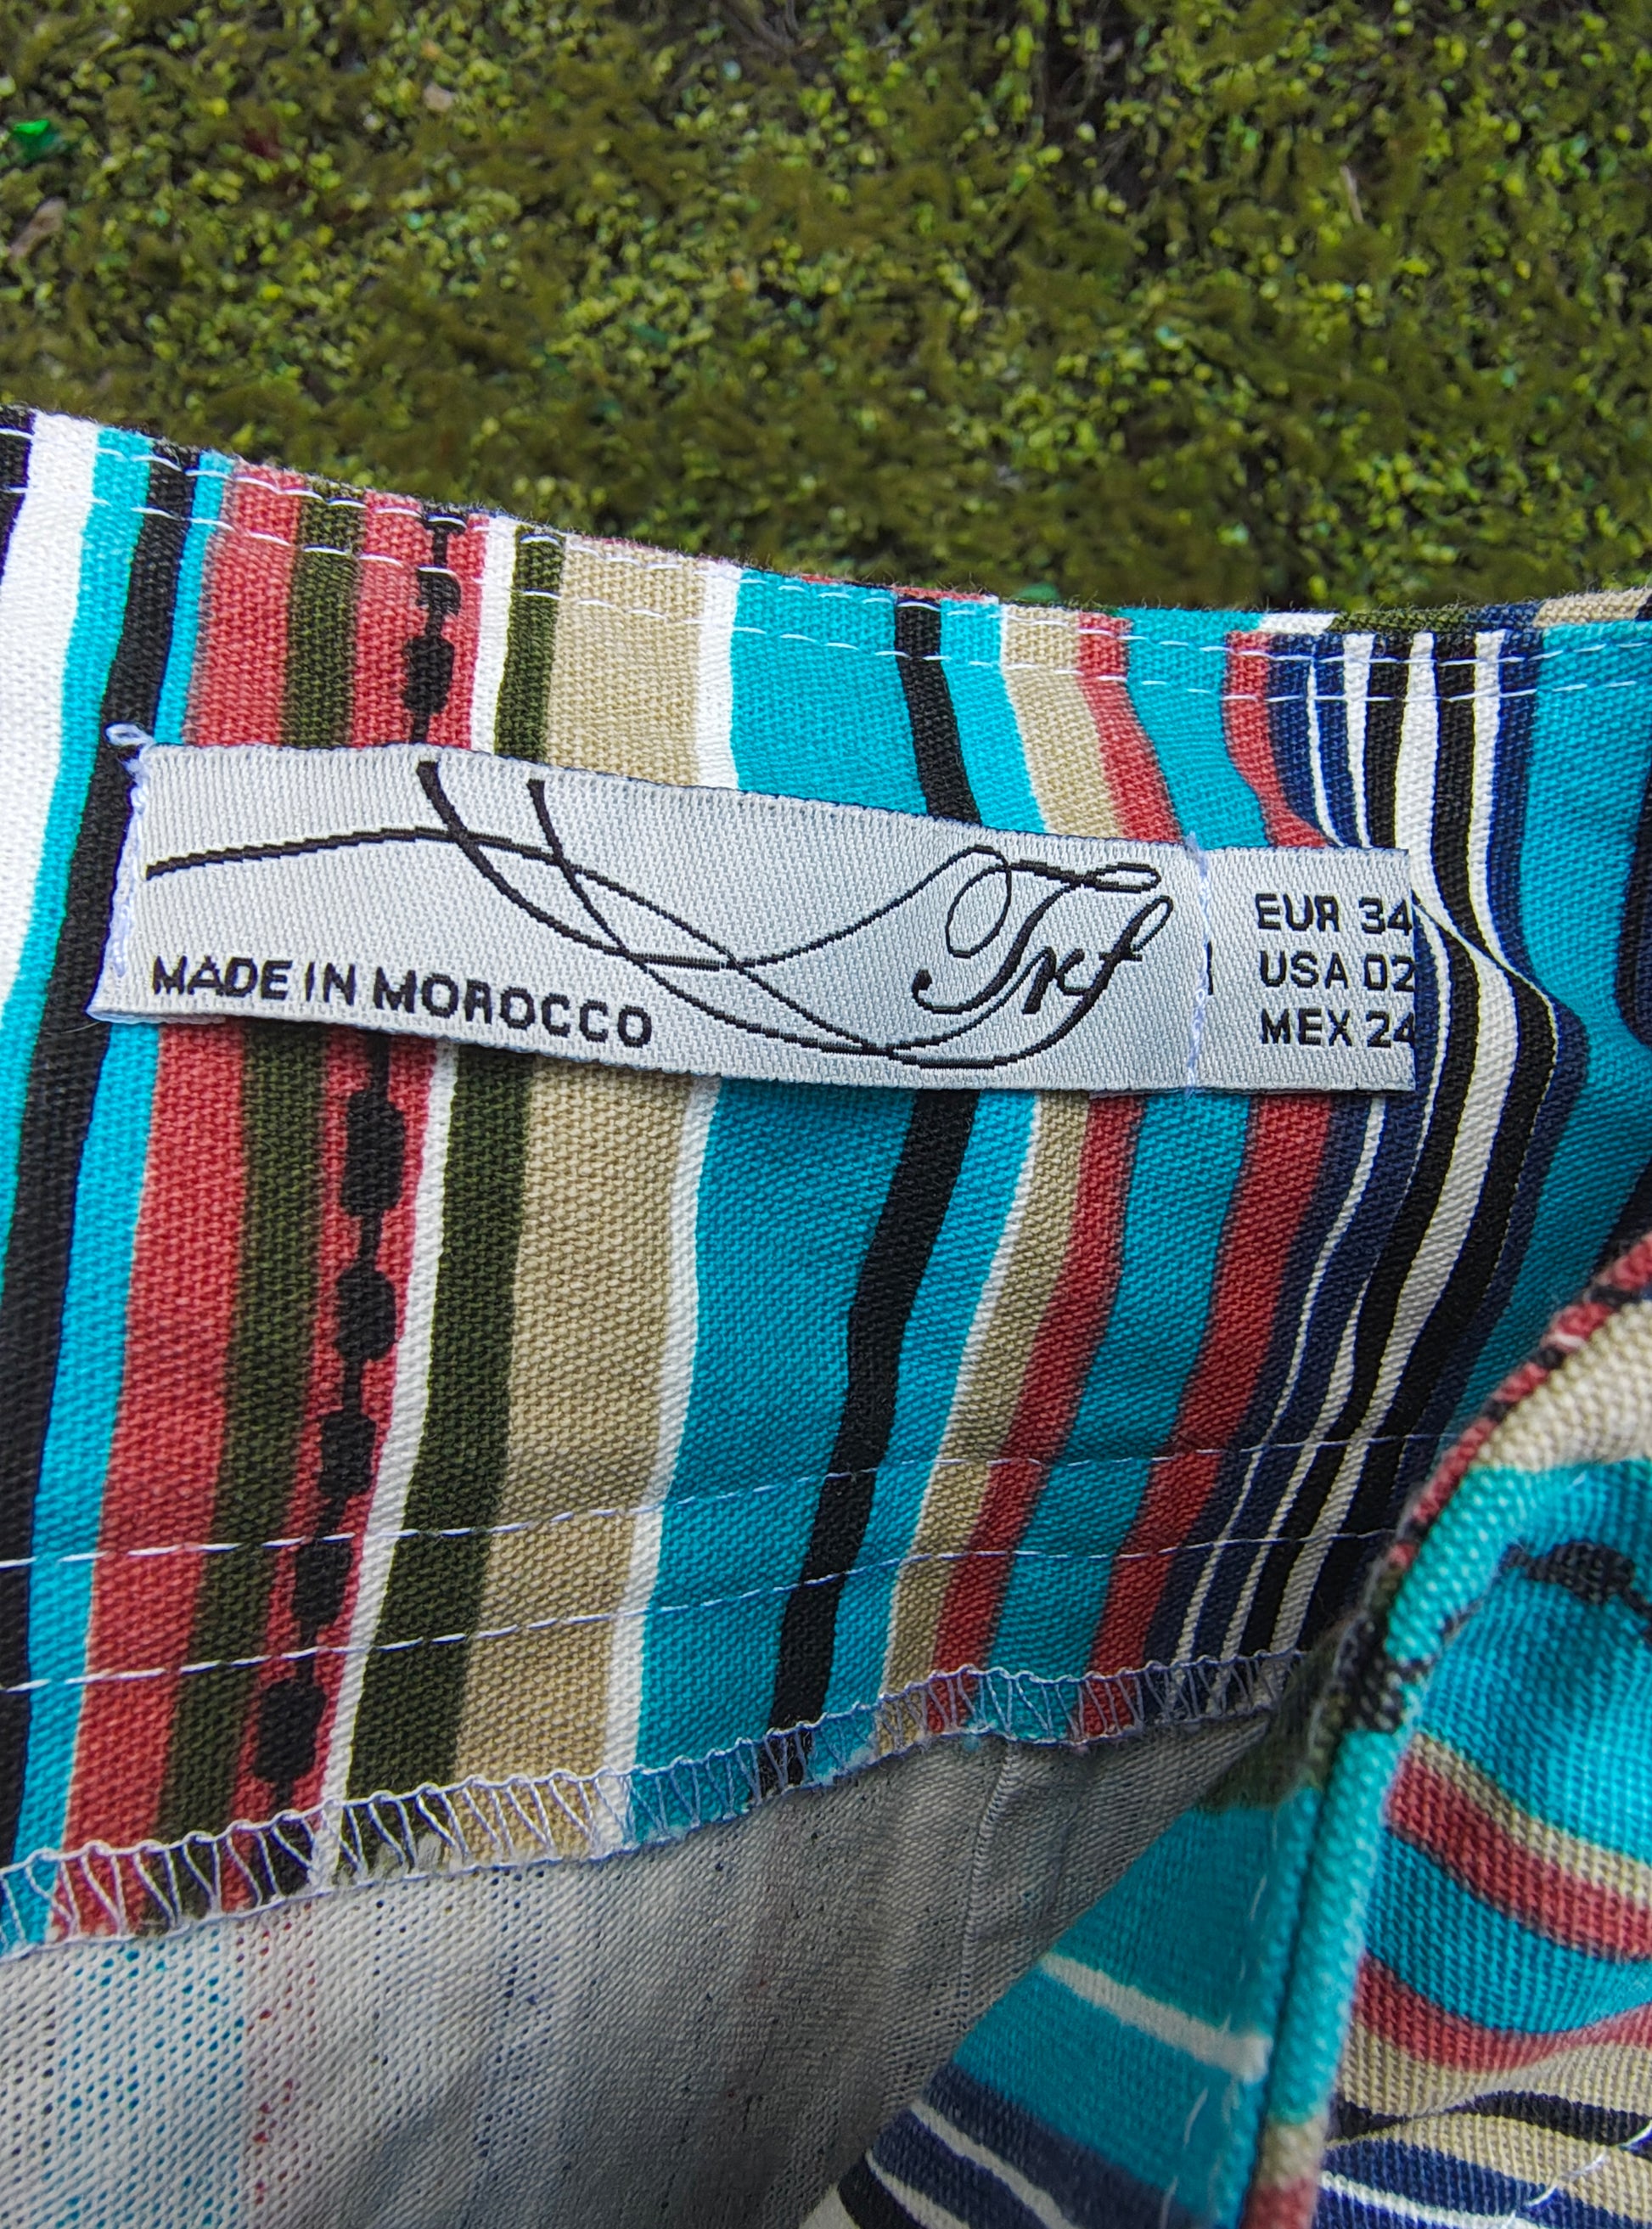 Trf
MADE IN MOROCCO
EUR 34
USA 02
MEX 24